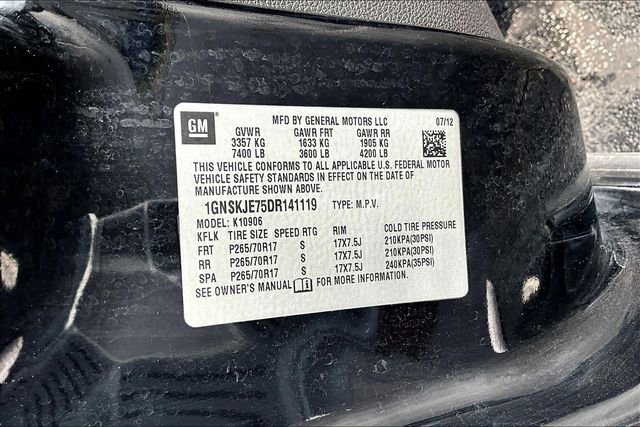 GM
MFD BY GENERAL MOTORS LLC 07/12
GVWR GAWR FRT GAWR RR
3357 KG 1633 KG 1905 KG
7400 LB 3600 LB 4200 LB
THIS VEHICLE CONFORMS TO ALL APPLICABLE U.S. FEDERAL MOTOR
VEHICLE SAFETY STANDARDS IN EFFECT ON THE DATE OF
MANUFACTURE SHOWN ABOVE.
1GNSKJE75DR141119 TYPE: M.P.V.
MODEL: K10906
KFLK TIRE SIZE SPEED RTG RIM COLD TIRE PRESSURE
FRT P265/70R17 S 17X7.5J 210KPA(30PSI)
RR P265/70R17 S 17X7.5J 210KPA(30PSI)
SPA P265/70R17 S 17X7.5J 240KPA(35PSI)
SEE OWNER'S MANUAL FOR MORE INFORMATION.